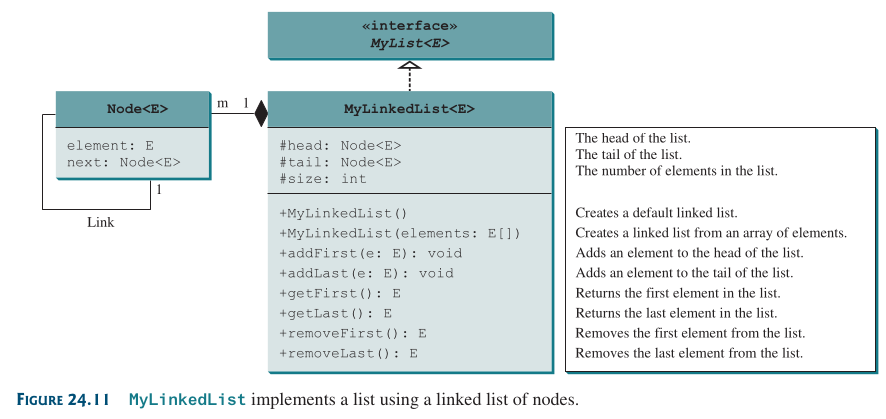 «interface»
MyList<E>
Node<E>
element: E
next: Node<E>
m 1
1
Link
MyLinkedList<E>
#head: Node<E>
#tail: Node<E>
#size: int
+MyLinkedList()
+MyLinkedList(elements: E[])
+addFirst(e: E): void
+addLast(e: E): void
+getFirst(): E
+getLast(): E
+removeFirst(): E
+removeLast(): E
The head of the list.
The tail of the list.
The number of elements in the list.
Creates a default linked list.
Creates a linked list from an array of elements.
Adds an element to the head of the list.
Adds an element to the tail of the list.
Returns the first element in the list.
Returns the last element in the list.
Removes the first element from the list.
Removes the last element from the list.
FIGURE 24.11 MyLinkedList implements a list using a linked list of nodes.